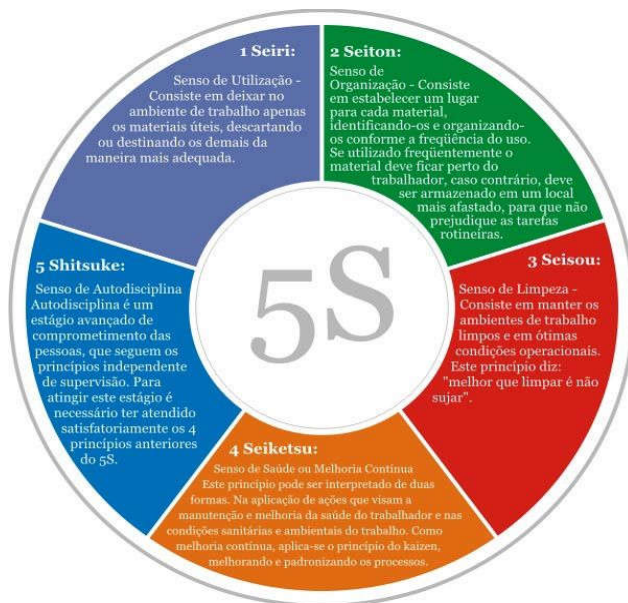 1 Seiri:
Senso de Utilização -
Consiste em deixar no
ambiente de trabalho apenas
os materiais úteis, descartando
ou destinando os demais da
maneira mais adequada.
2 Seiton:
Senso de
Organização - Consiste
em estabelecer um lugar
para cada material,
identificando-os e organizando-
os conforme a freqüência do uso.
Se utilizado freqüentemente o
material deve ficar perto do
trabalhador, caso contrário, deve
ser armazenado em um local
mais afastado, para que não
prejudique as tarefas
rotineiras.
3 Seisou:
Senso de Limpeza -
Consiste em manter os
ambientes de trabalho
limpos e em ótimas
condições operacionais.
Este princípio diz:
"melhor que limpar é não
sujar".
4 Seiketsu:
Senso de Saúde ou Melhoria Contínua
Este princípio pode ser interpretado de duas
formas. Na aplicação de ações que visam a
manutenção e melhoria da saúde do trabalhador e nas
condições sanitárias e ambientais do trabalho. Como
melhoria contínua, aplica-se o princípio do kaizen,
melhorando e padronizando os processos.
5 Shitsuke:
Senso de Autodisciplina
Autodisciplina é um
estágio avançado de
comprometimento das
pessoas, que seguem os
princípios independente
de supervisão. Para
atingir este estágio é
necessário ter atendido
satisfatoriamente os 4
princípios anteriores
do 5S.
5S